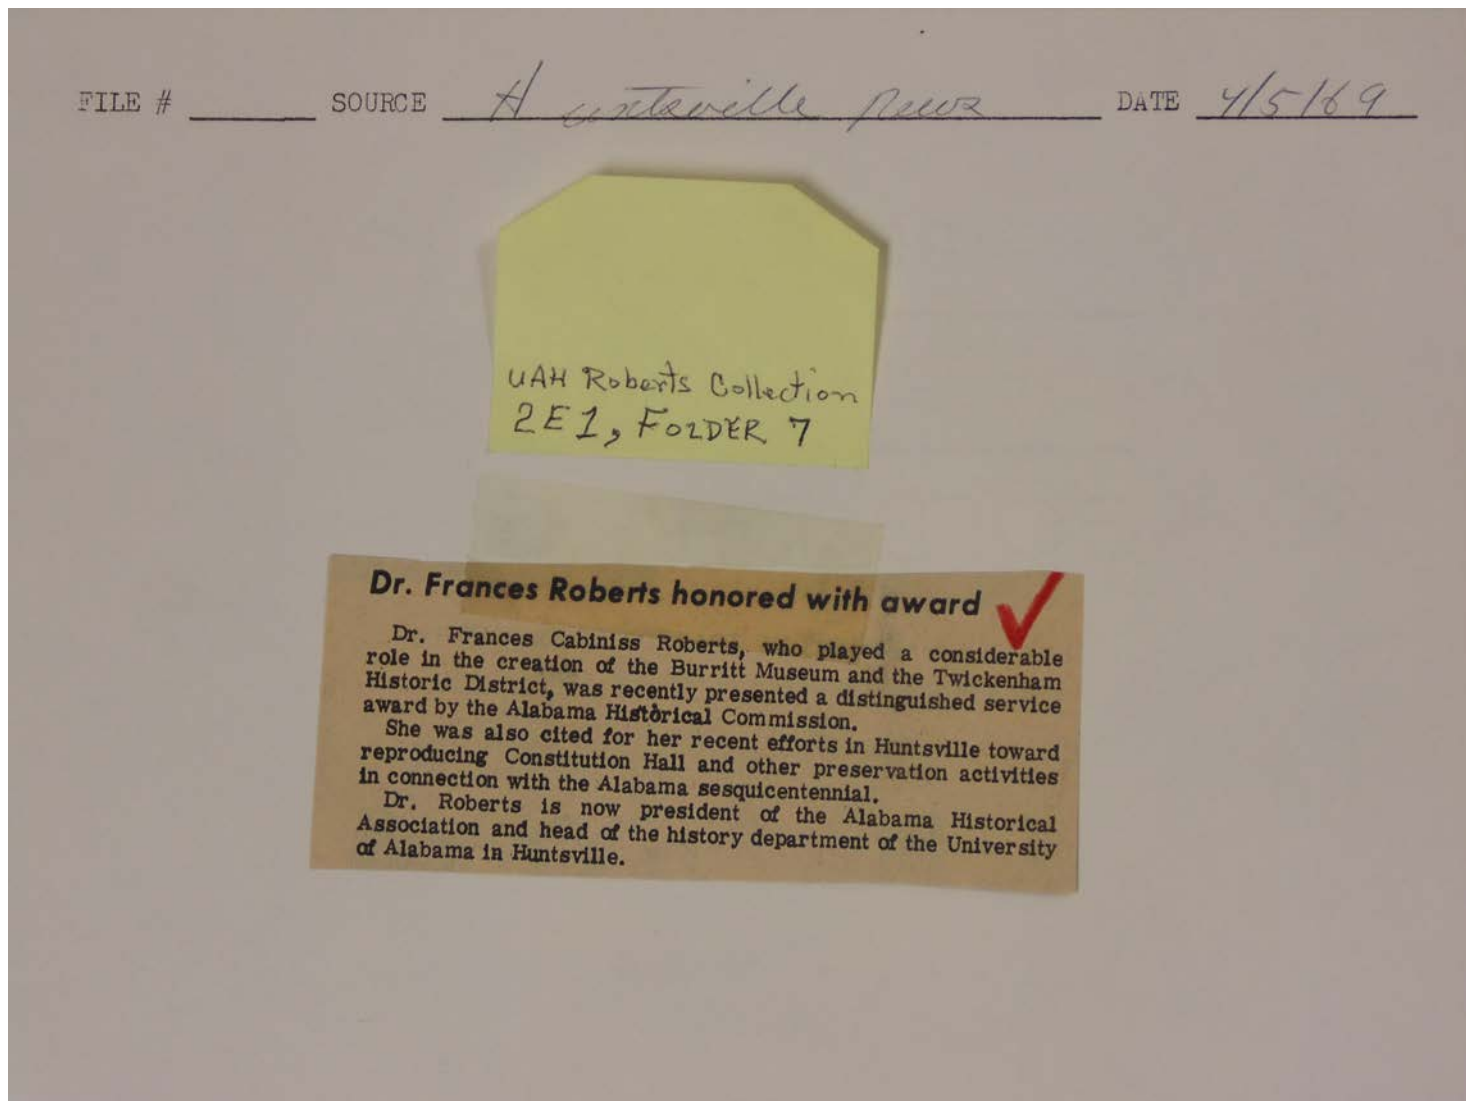 FILE # SOURCE Huntsville News DATE 4/5/69
UAH Roberts Collection
2E1, FOLDER 7
Dr. Frances Roberts honored with award
Dr. Frances Cabiniss Roberts, who played a considerable
role in the creation of the Burritt Museum and the Twickenham
Historic District, was recently presented a distinguished service
award by the Alabama Historical Commission.
She was also cited for her recent efforts in Huntsville toward
reproducing Constitution Hall and other preservation activities
in connection with the Alabama sesquicentennial.
Dr. Roberts is now president of the Alabama Historical
Association and head of the history department of the University
of Alabama in Huntsville.